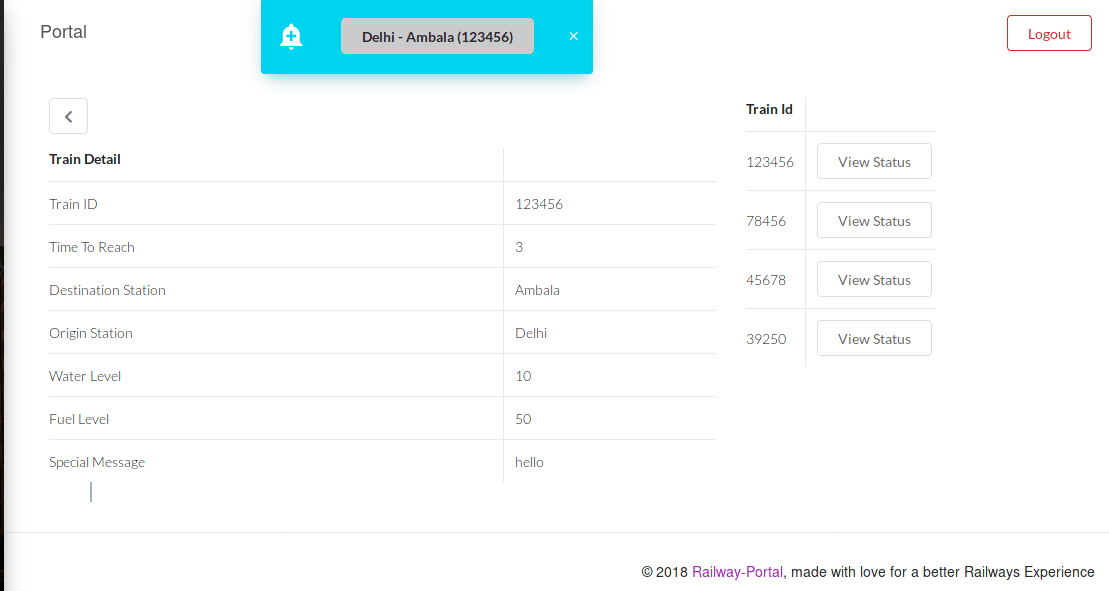 Portal
Delhi - Ambala (123456) ×
Logout
Train Detail
Train ID 123456
Time To Reach 3
Destination Station Ambala
Origin Station Delhi
Water Level 10
Fuel Level 50
Special Message hello
Train Id
123456 View Status
78456 View Status
45678 View Status
39250 View Status
© 2018 Railway-Portal, made with love for a better Railways Experience